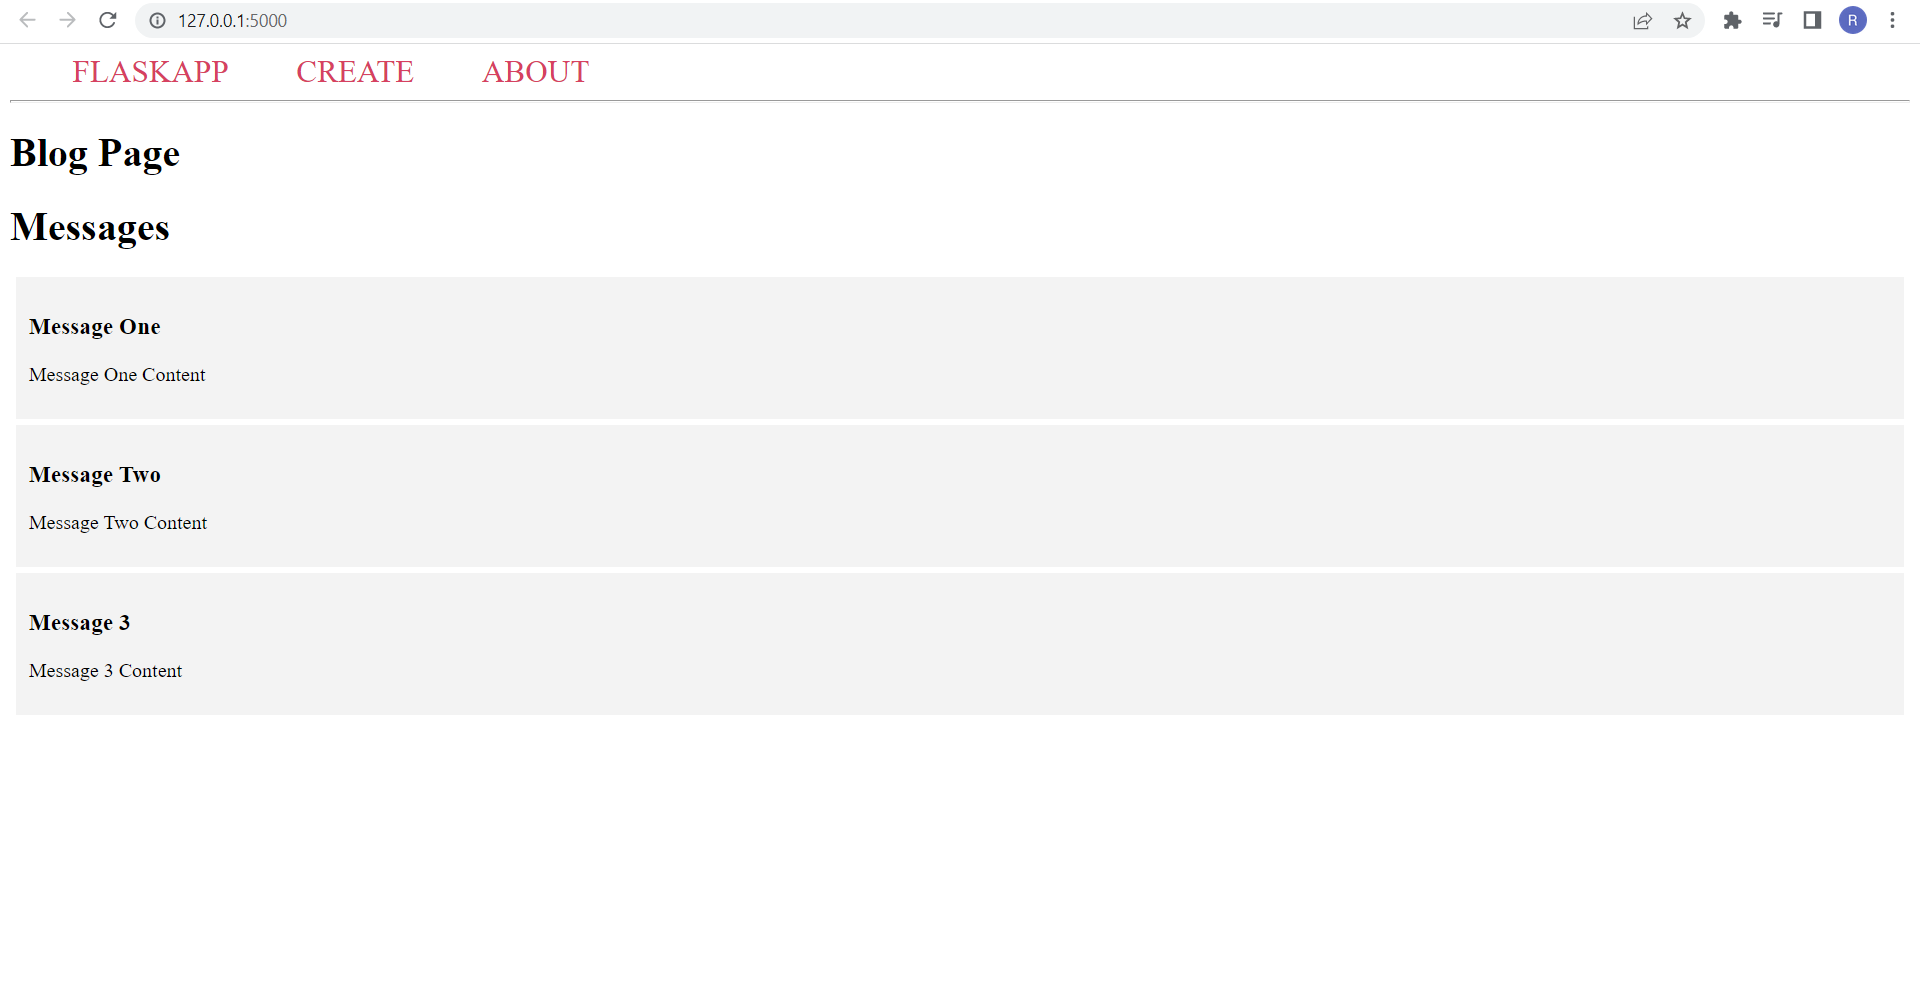 127.0.0.1:5000
R
FLASKAPP CREATE ABOUT
Blog Page
Messages
Message One
Message One Content
Message Two
Message Two Content
Message 3
Message 3 Content